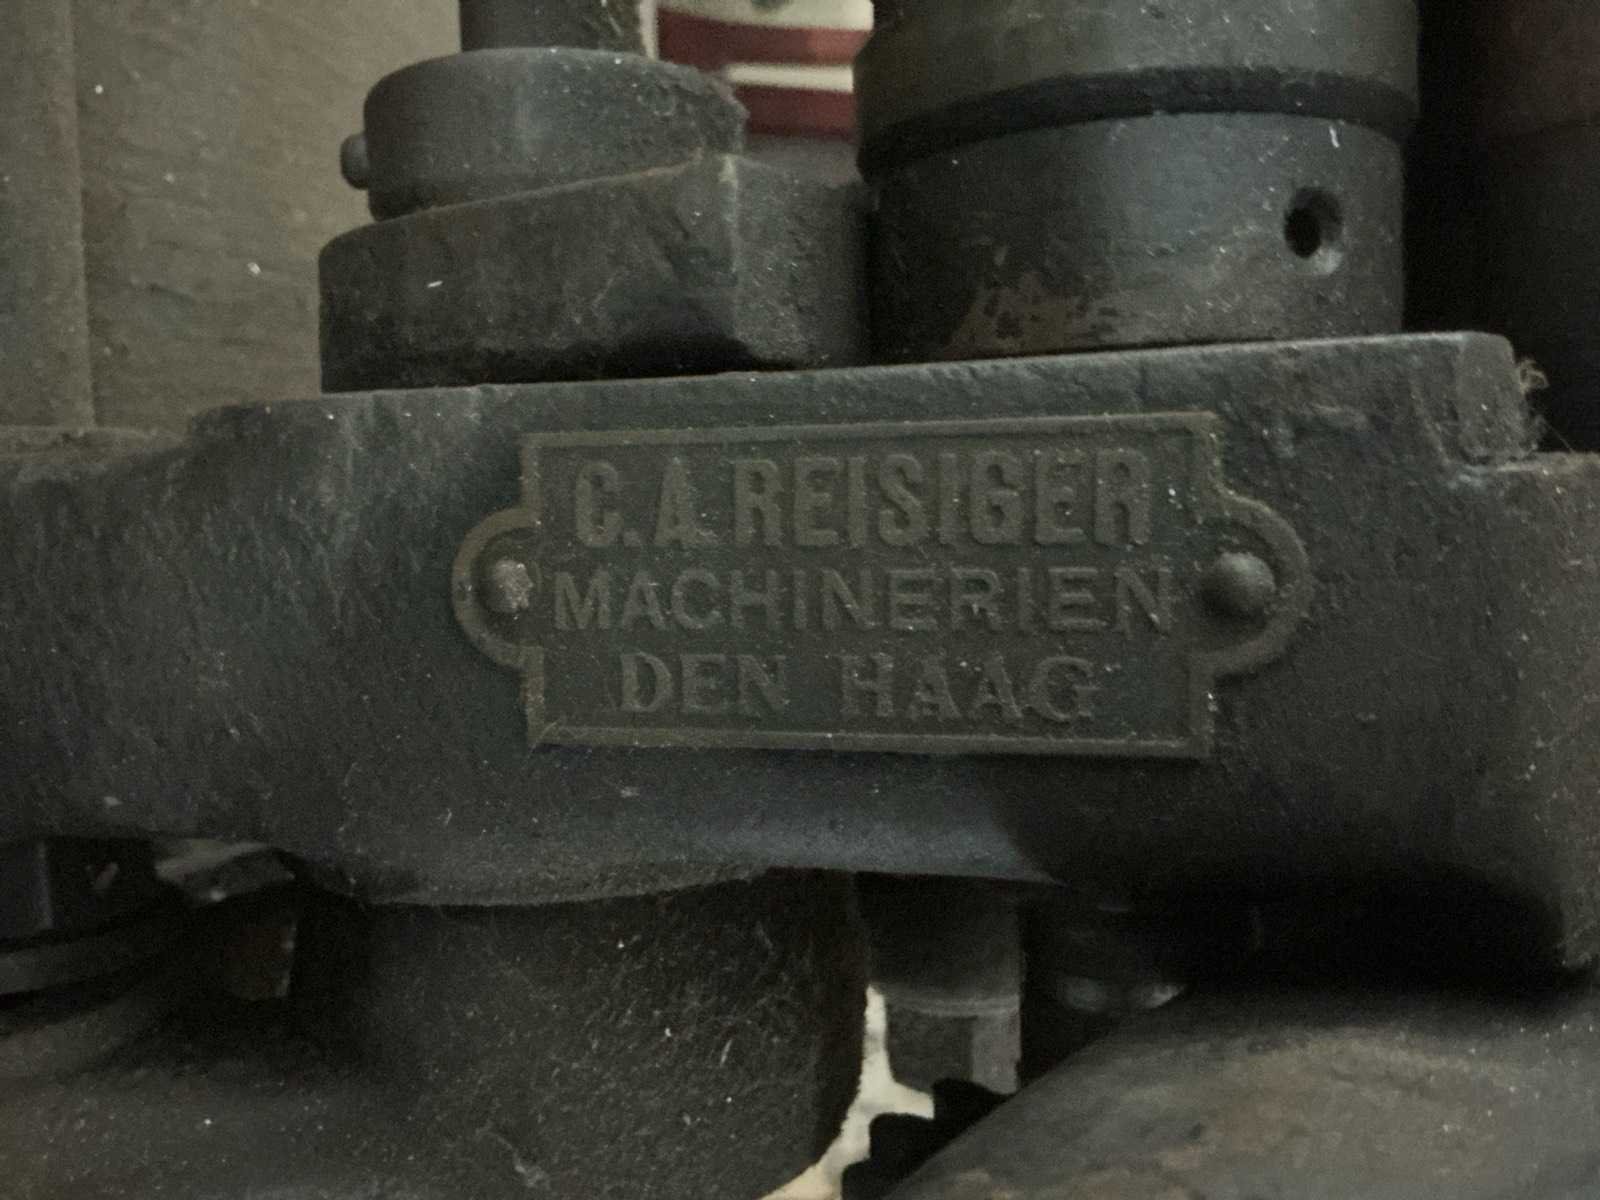 C.A. REISIGER
MACHINERIEN
DEN HAAG